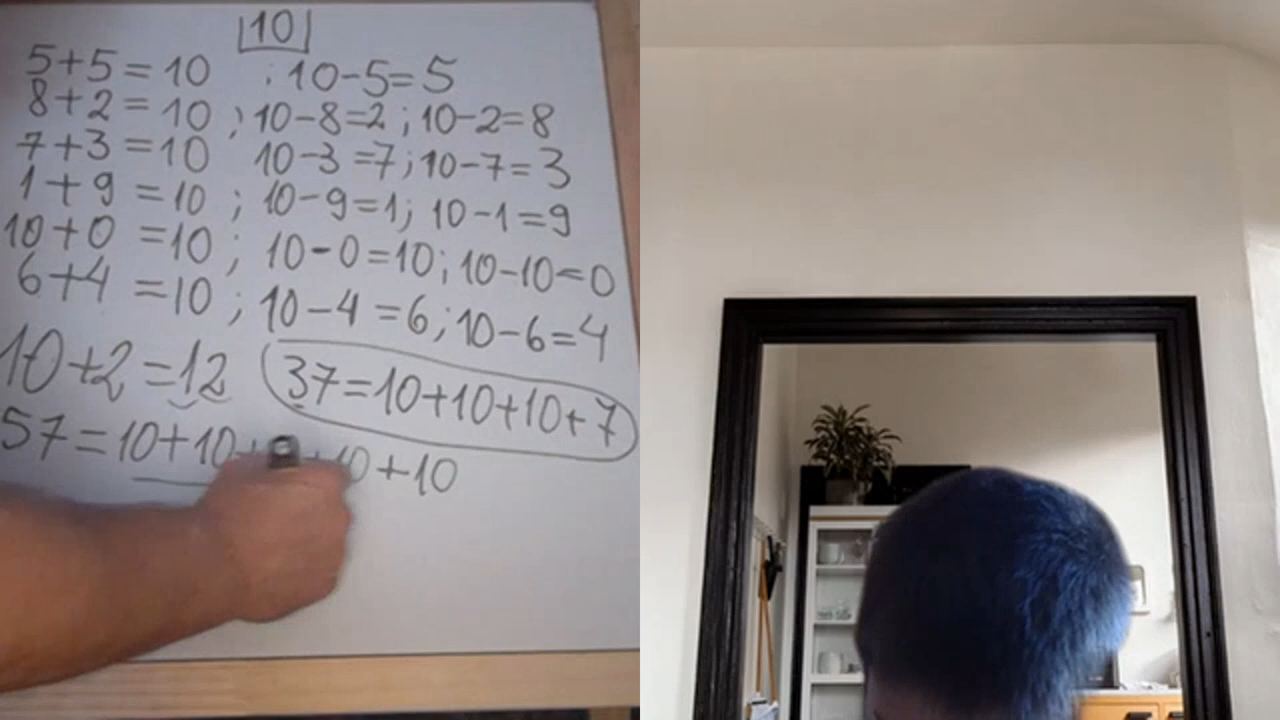 10
5+5=10 ; 10-5=5
8+2=10 ; 10-8=2 ; 10-2=8
7+3=10 10-3=7 ; 10-7=3
1+9=10 ; 10-9=1; 10-1=9
10+0=10 ; 10-0=10; 10-10=0
6+4=10 ; 10-4=6; 10-6=4
10+2=12
37=10+10+10+7
57=10+10+ +10+10